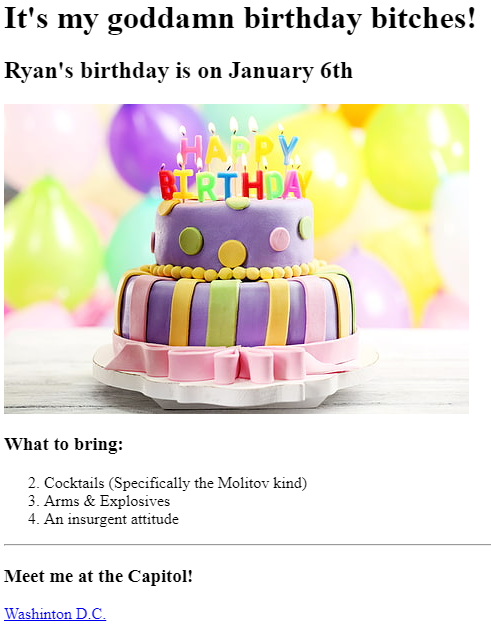 It's my goddamn birthday bitches!
Ryan's birthday is on January 6th
HAPPY
BIRTHDAY
What to bring:
2. Cocktails (Specifically the Molitov kind)
3. Arms & Explosives
4. An insurgent attitude
Meet me at the Capitol!
Washinton D.C.